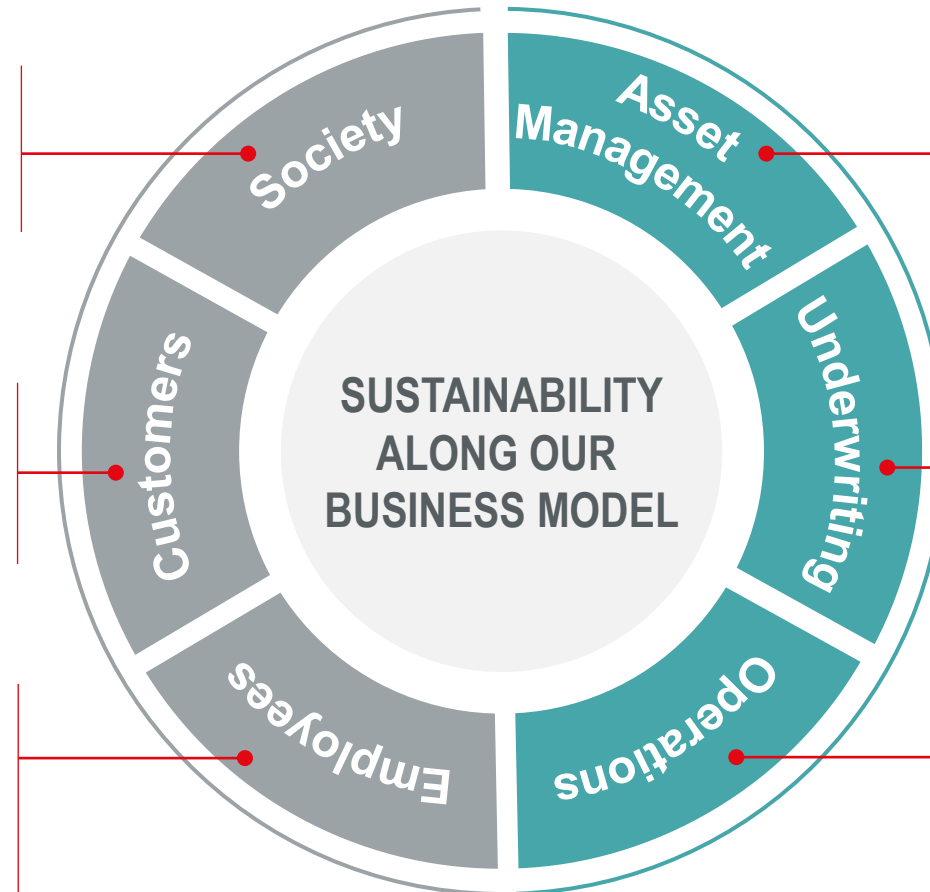 SUSTAINABILITY
ALONG OUR
BUSINESS MODEL
Asset
Management
Underwriting
Operations
Employees
Customers
Society